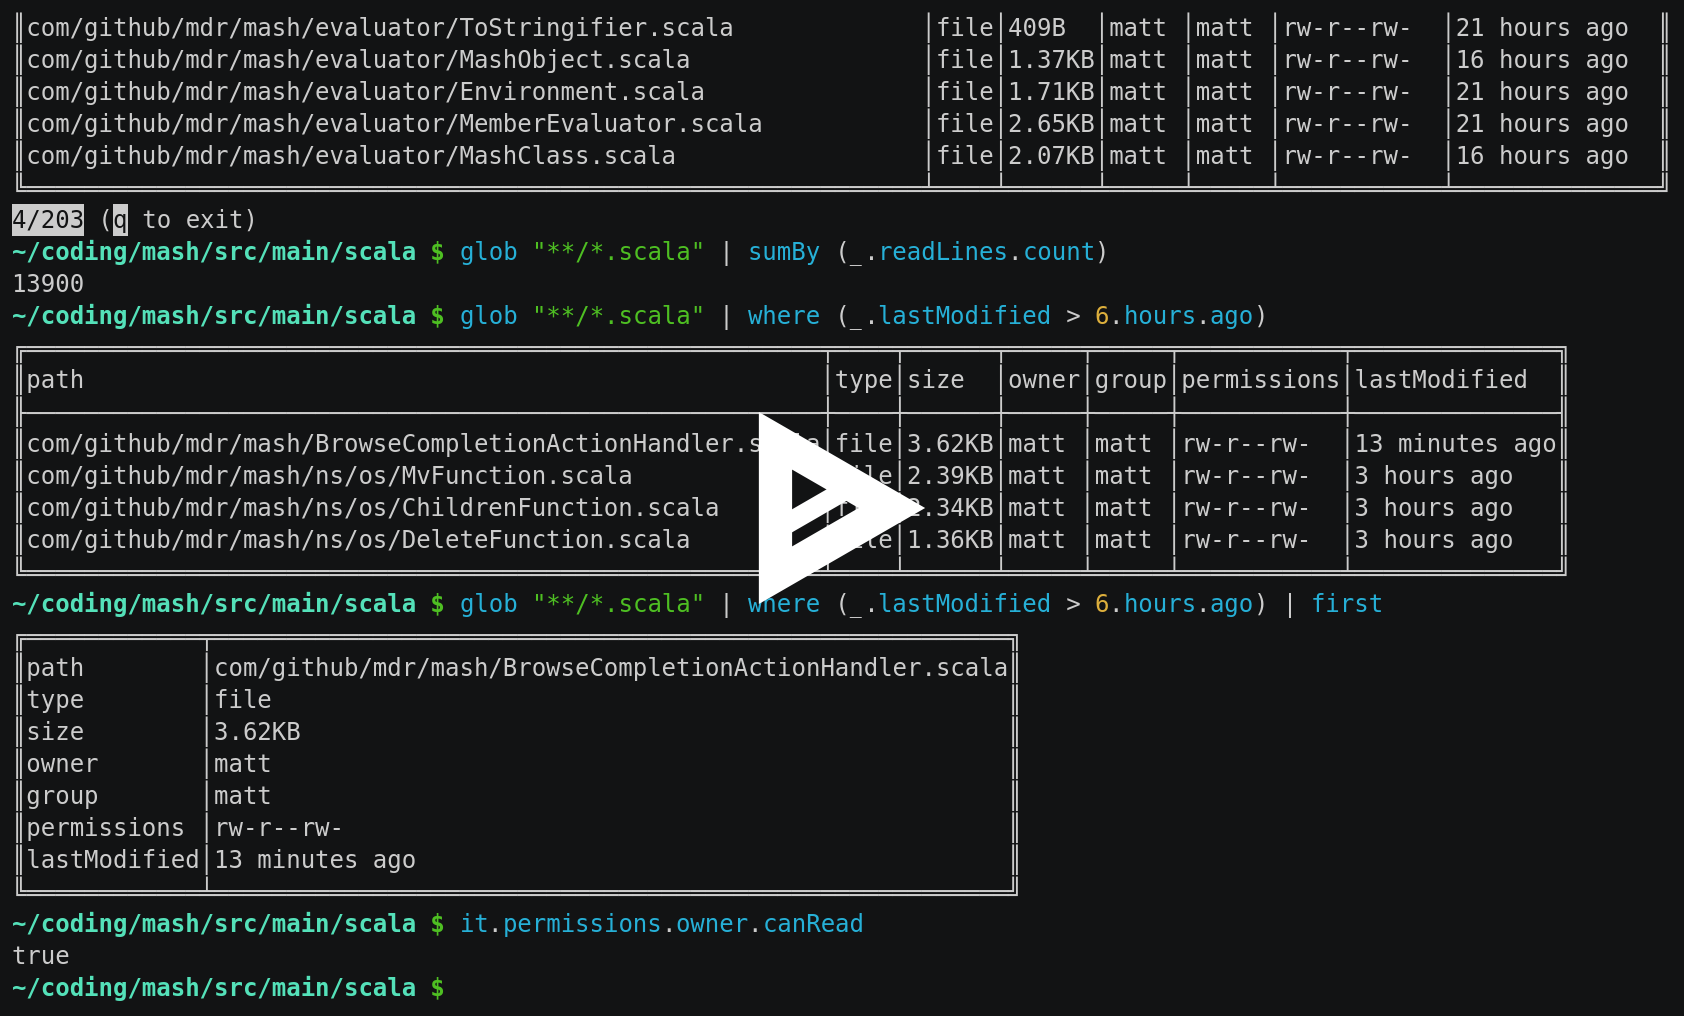 com/github/mdr/mash/evaluator/ToStringifier.scala │file│409B │matt │matt │rw-r--rw- │21 hours ago
com/github/mdr/mash/evaluator/MashObject.scala │file│1.37KB│matt │matt │rw-r--rw- │16 hours ago
com/github/mdr/mash/evaluator/Environment.scala │file│1.71KB│matt │matt │rw-r--rw- │21 hours ago
com/github/mdr/mash/evaluator/MemberEvaluator.scala │file│2.65KB│matt │matt │rw-r--rw- │21 hours ago
com/github/mdr/mash/evaluator/MashClass.scala │file│2.07KB│matt │matt │rw-r--rw- │16 hours ago
4/203 (q to exit)
~/coding/mash/src/main/scala $ glob "**/*.scala" | sumBy (_.readLines.count)
13900
~/coding/mash/src/main/scala $ glob "**/*.scala" | where (_.lastModified > 6.hours.ago)
path │type│size │owner│group│permissions│lastModified
com/github/mdr/mash/BrowseCompletionActionHandler.scala│file│3.62KB│matt │matt │rw-r--rw- │13 minutes ago
com/github/mdr/mash/ns/os/MvFunction.scala │file│2.39KB│matt │matt │rw-r--rw- │3 hours ago
com/github/mdr/mash/ns/os/ChildrenFunction.scala │.34KB│matt │matt │rw-r--rw- │3 hours ago
com/github/mdr/mash/ns/os/DeleteFunction.scala │file│1.36KB│matt │matt │rw-r--rw- │3 hours ago
~/coding/mash/src/main/scala $ glob "**/*.scala" | where (_.lastModified > 6.hours.ago) | first
path │com/github/mdr/mash/BrowseCompletionActionHandler.scala
type │file
size │3.62KB
owner │matt
group │matt
permissions │rw-r--rw-
lastModified│13 minutes ago
~/coding/mash/src/main/scala $ it.permissions.owner.canRead
true
~/coding/mash/src/main/scala $